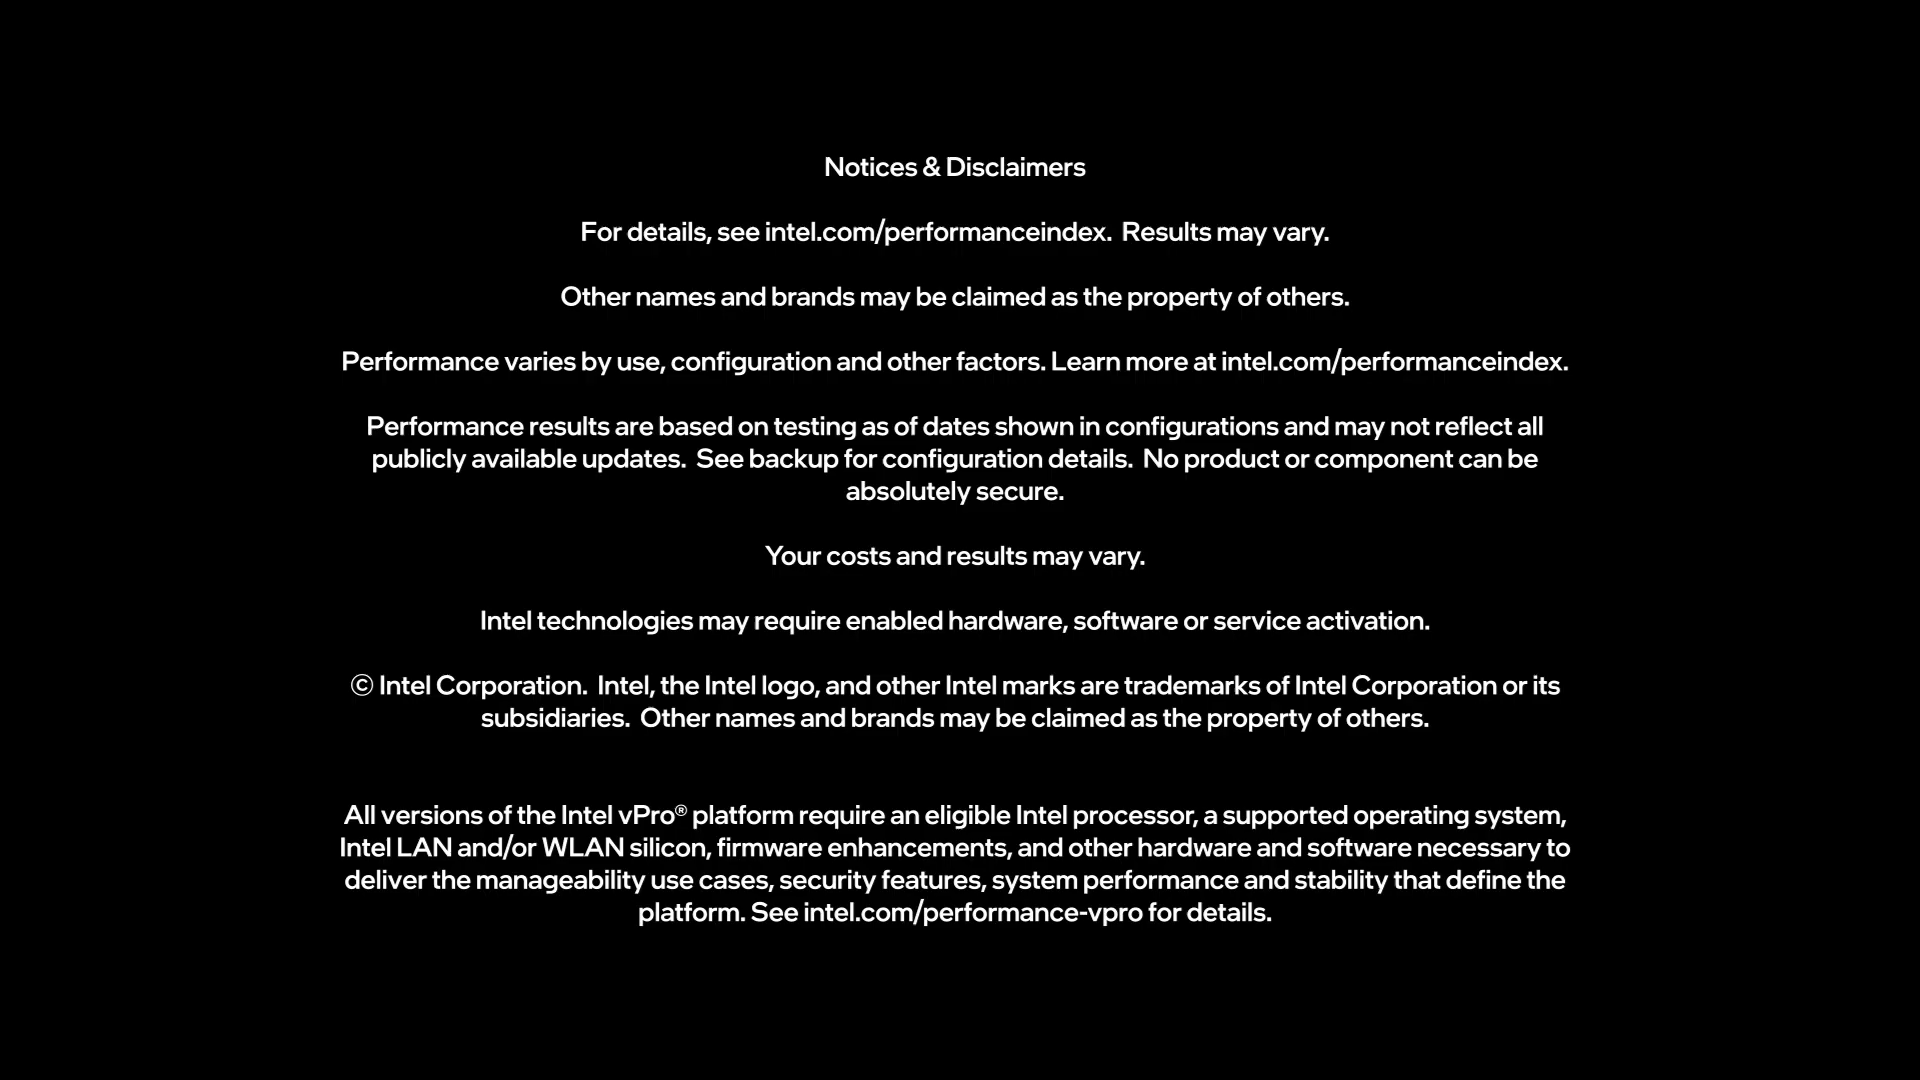 Notices & Disclaimers
For details, see intel.com/performanceindex.  Results may vary.
Other names and brands may be claimed as the property of others.
Performance varies by use, configuration and other factors. Learn more at intel.com/performanceindex.
Performance results are based on testing as of dates shown in configurations and may not reflect all
publicly available updates.  See backup for configuration details.  No product or component can be
absolutely secure.
Your costs and results may vary.
Intel technologies may require enabled hardware, software or service activation.
© Intel Corporation.  Intel, the Intel logo, and other Intel marks are trademarks of Intel Corporation or its
subsidiaries.  Other names and brands may be claimed as the property of others.
All versions of the Intel vPro® platform require an eligible Intel processor, a supported operating system,
Intel LAN and/or WLAN silicon, firmware enhancements, and other hardware and software necessary to
deliver the manageability use cases, security features, system performance and stability that define the
platform. See intel.com/performance-vpro for details.